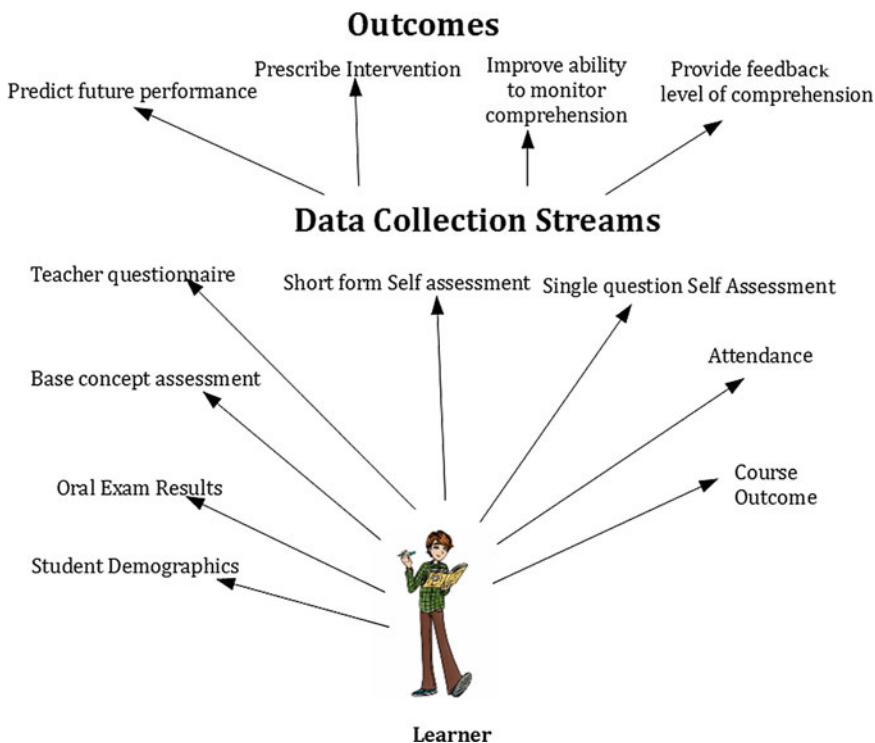 Outcomes
Predict future performance
Prescribe Intervention
Improve ability
to monitor
comprehension
Provide feedback
level of comprehension
Data Collection Streams
Teacher questionnaire
Short form Self assessment
Single question Self Assessment
Base concept assessment
Attendance
Oral Exam Results
Course
Outcome
Student Demographics
Learner